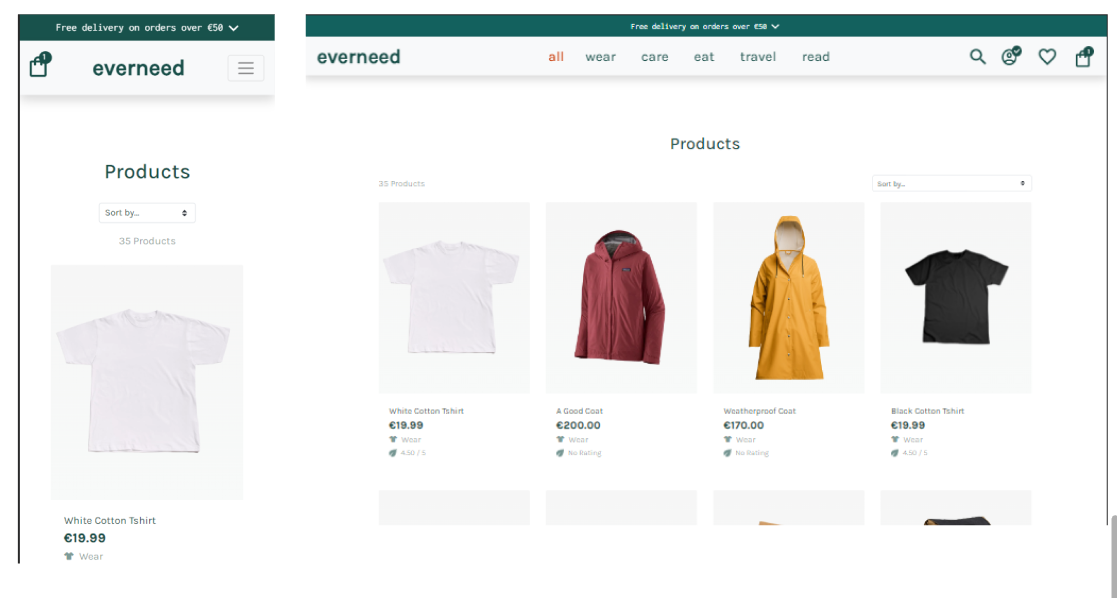 Free delivery on orders over €50
1
everneed
Products
Sort by...
35 Products
White Cotton Tshirt
€19.99
Wear
Free delivery on orders over €50
everneed
all wear care eat travel read
1
Products
35 Products
Sort by...
White Cotton Tshirt
€19.99
Wear
4.50 / 5
A Good Coat
€200.00
Wear
No Rating
Weatherproof Coat
€170.00
Wear
No Rating
Black Cotton Tshirt
€19.99
Wear
4.50 / 5